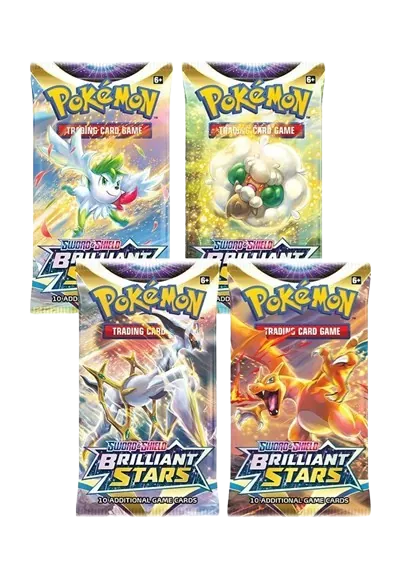 6+
Pokémon
TRADING CARD GAME
SWORD & SHIELD
BRILLIANT
STARS
10 ADDITIONAL
6+
Pokémon
TRADING CARD GAME
SWORD & SHIELD
BRILLIANT
6+
Pokémon
TRADING CARD
SWORD & SHIELD
BRILLIANT
STARS
10 ADDITIONAL GAME CARDS
6+
Pokémon
TRADING CARD GAME
SWORD & SHIELD
BRILLIANT
STARS
10 ADDITIONAL GAME CARDS